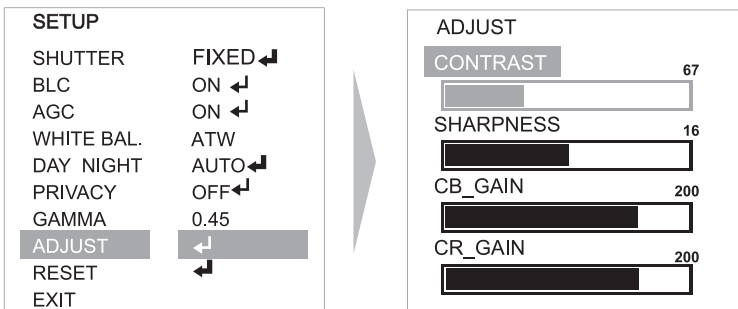 SETUP
SHUTTER FIXED
BLC ON
AGC ON
WHITE BAL. ATW
DAY NIGHT AUTO
PRIVACY OFF
GAMMA 0.45
ADJUST
RESET
EXIT
ADJUST
CONTRAST 67
SHARPNESS 16
CB_GAIN 200
CR_GAIN 200